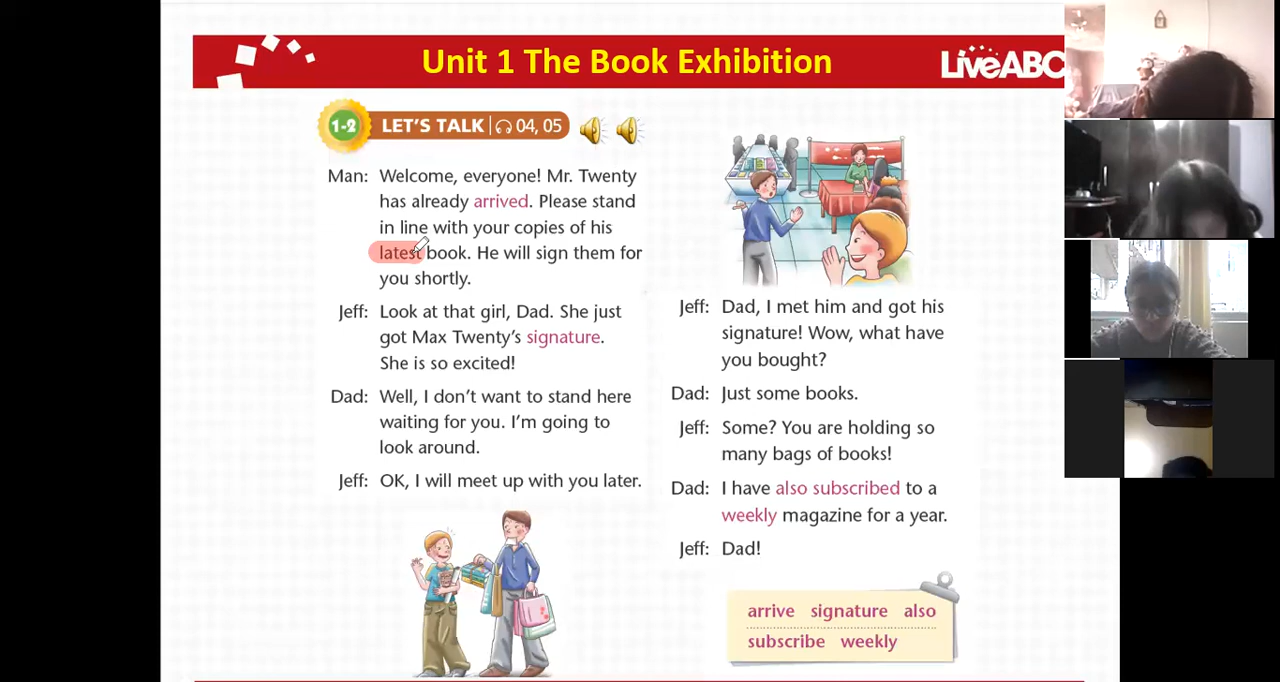 Unit 1 The Book Exhibition
LiveABC
1-2 LET'S TALK | 04, 05
Man: Welcome, everyone! Mr. Twenty
has already arrived. Please stand
in line with your copies of his
latest book. He will sign them for
you shortly.
Jeff: Look at that girl, Dad. She just
got Max Twenty's signature.
She is so excited!
Dad: Well, I don't want to stand here
waiting for you. I'm going to
look around.
Jeff: OK, I will meet up with you later.
Jeff: Dad, I met him and got his
signature! Wow, what have
you bought?
Dad: Just some books.
Jeff: Some? You are holding so
many bags of books!
Dad: I have also subscribed to a
weekly magazine for a year.
Jeff: Dad!
arrive signature also
subscribe weekly